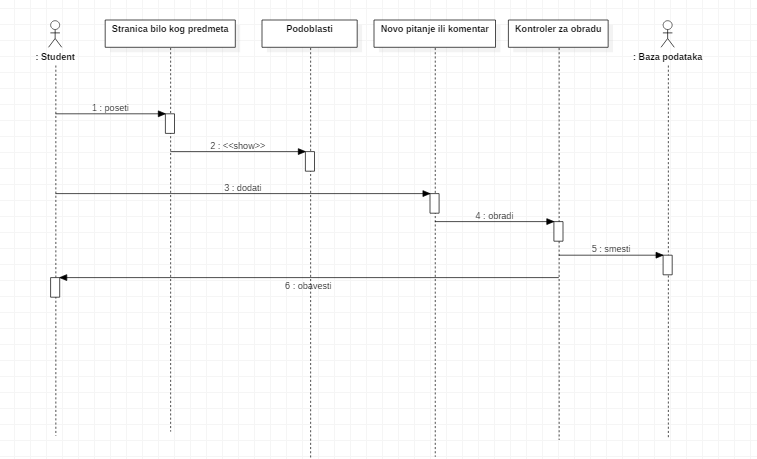 Stranica bilo kog predmeta
Podoblasti
Novo pitanje ili komentar
Kontroler za obradu
: Student
: Baza podataka
1 : poseti
2 : <<show>>
3 : dodati
4 : obradi
5 : smesti
6 : obavesti